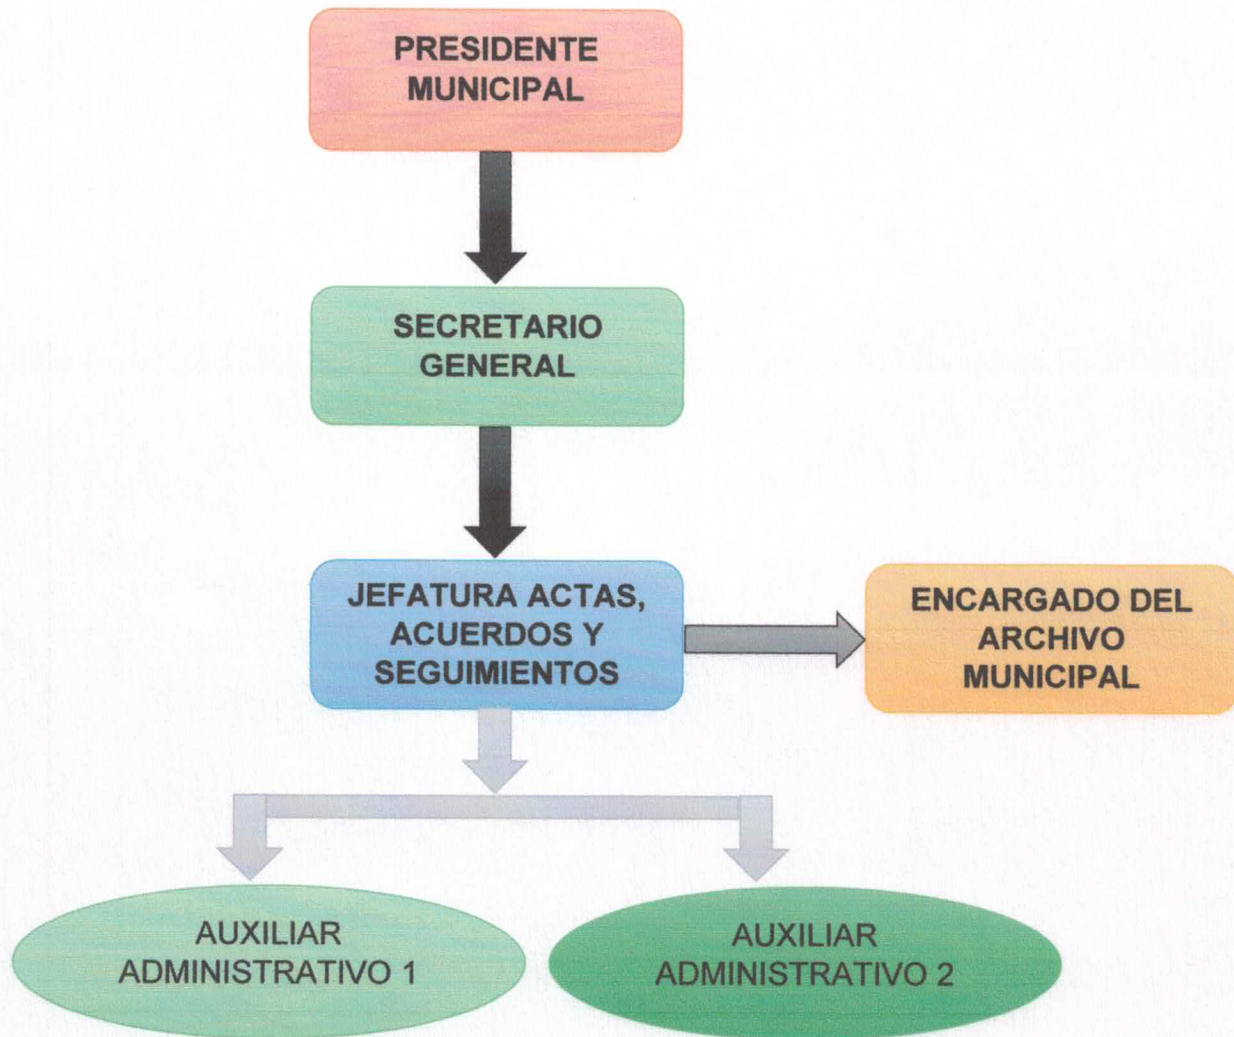 PRESIDENTE
MUNICIPAL
SECRETARIO
GENERAL
JEFATURA ACTAS,
ACUERDOS Y
SEGUIMIENTOS
ENCARGADO DEL
ARCHIVO
MUNICIPAL
AUXILIAR
ADMINISTRATIVO 1
AUXILIAR
ADMINISTRATIVO 2